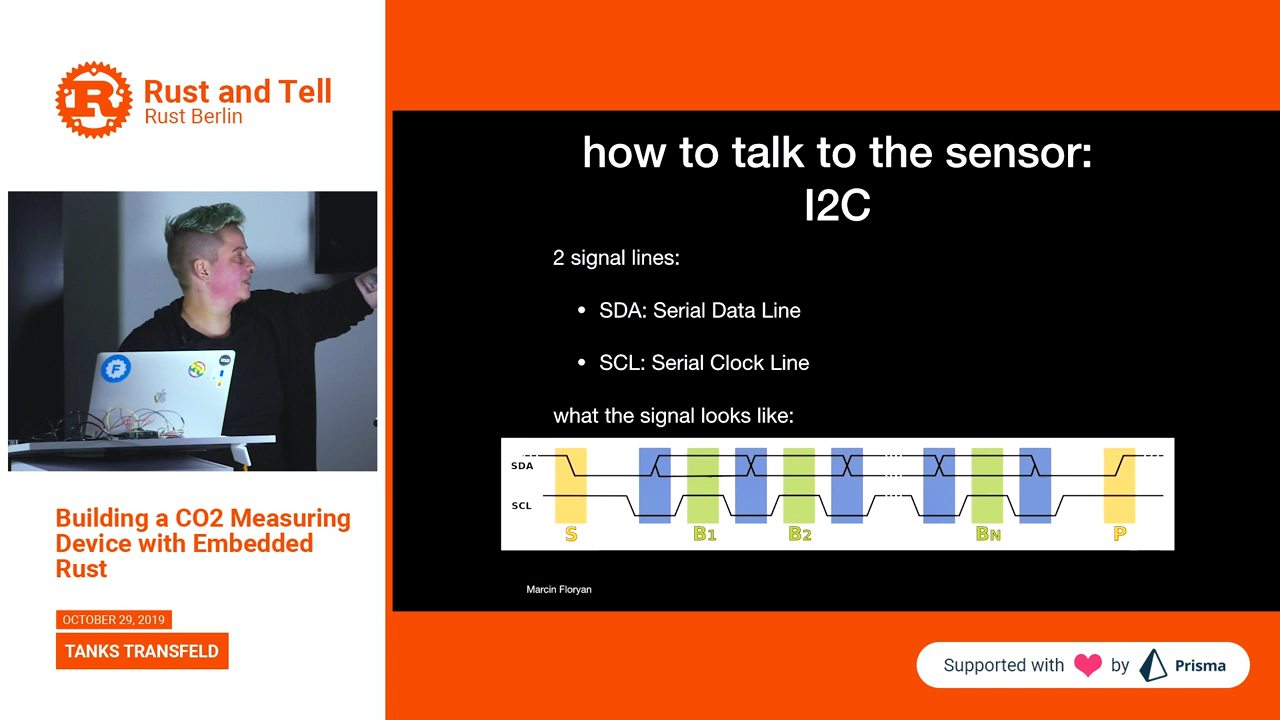 Rust and Tell
Rust Berlin
how to talk to the sensor:
I2C
2 signal lines:
• SDA: Serial Data Line
• SCL: Serial Clock Line
what the signal looks like:
SDA
SCL
S
B1
B2
BN
P
Marcin Floryan
F
Building a CO2 Measuring
Device with Embedded
Rust
OCTOBER 29, 2019
TANKS TRANSFELD
Supported with by Prisma